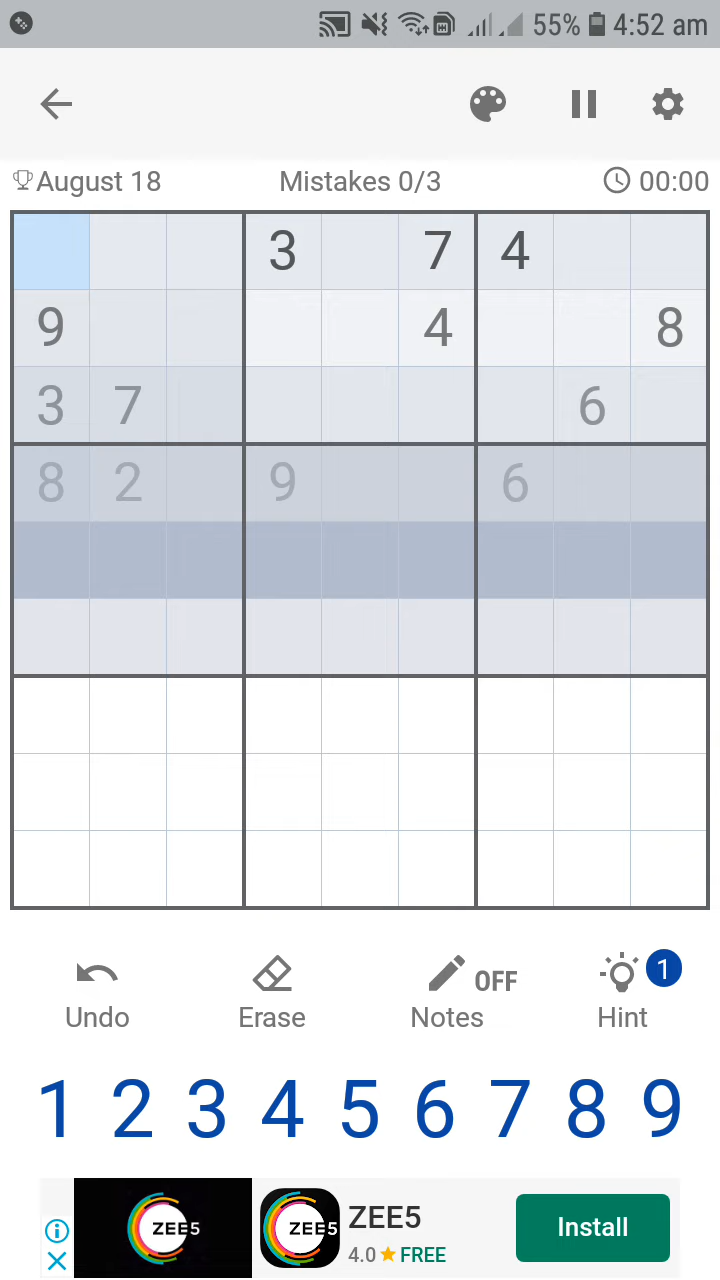 55% 4:52 am
August 18 Mistakes 0/3 00:00
3 7 4
9 4 8
3 7 6
8 2 9 6
OFF 1
Undo Erase Notes Hint
1 2 3 4 5 6 7 8 9
ZEE5 ZEE5 ZEE5 Install
4.0 FREE